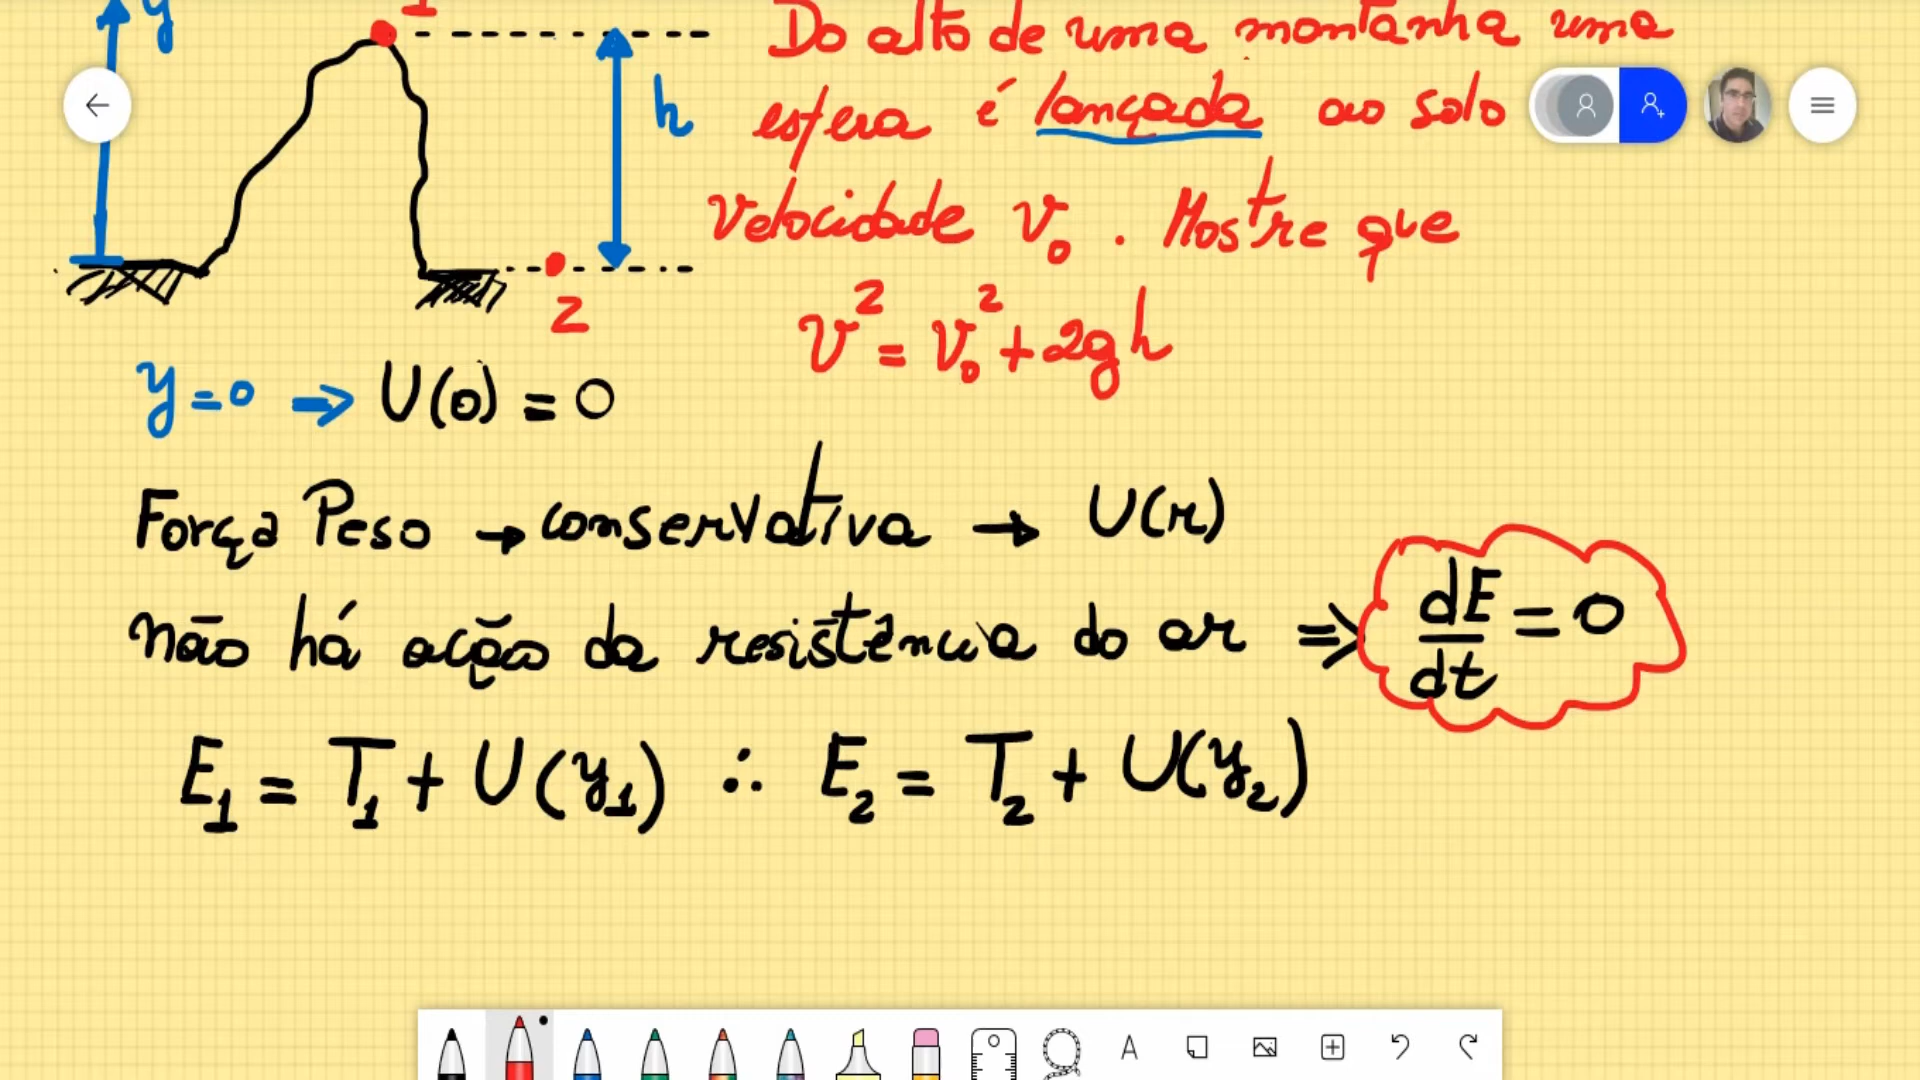 y
1
h
Do alto de uma montanha uma
esfera é lançada ao solo
velocidade v₀ . Mostre que
2
v² = v₀² + 2gh
y=0 ⇒ U(0) = 0
Força Peso → conservativa → U(r)
não há ação da resistência do ar ⇒ dE/dt = 0
E₁ = T₁ + U(y₁) ∴ E₂ = T₂ + U(y₂)
A